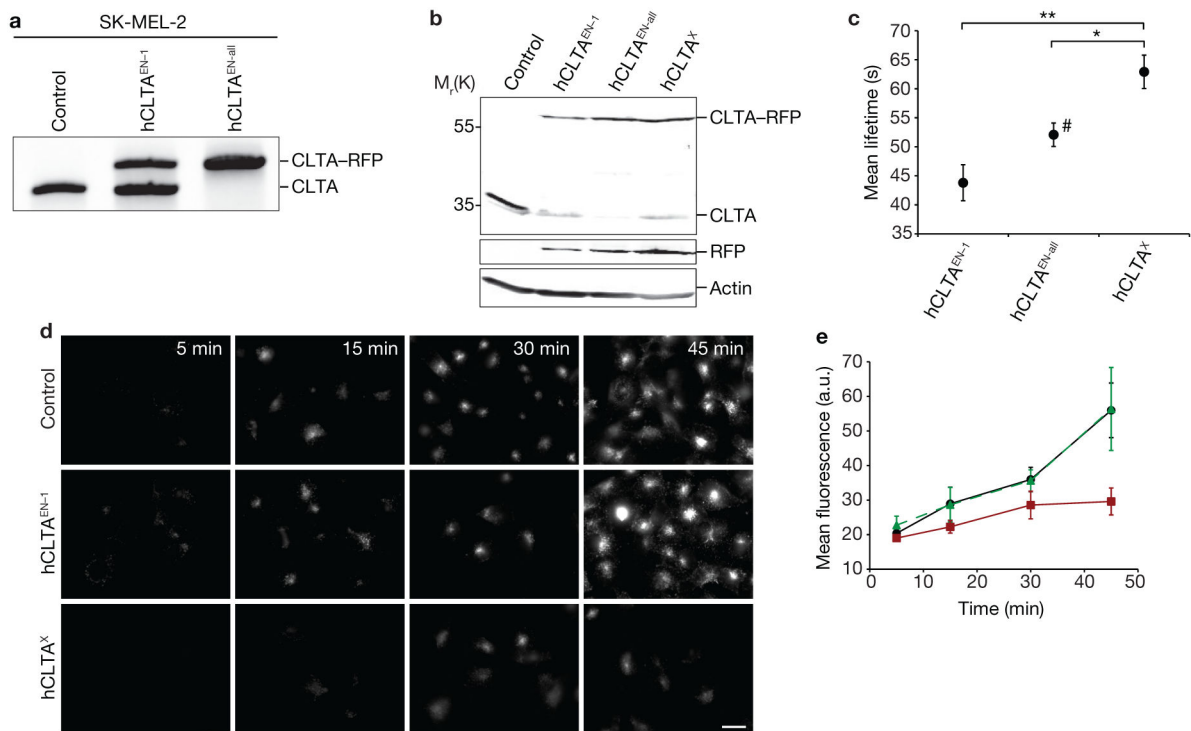 a
SK-MEL-2
Control
hCLTA^EN–1
hCLTA^EN-all
CLTA–RFP
CLTA
b
M_r(K)
Control
hCLTA^EN–1
hCLTA^EN-all
hCLTA^X
55
35
CLTA–RFP
CLTA
RFP
Actin
c
**
*
#
Mean lifetime (s)
70
65
60
55
50
45
40
35
hCLTA^EN–1
hCLTA^EN-all
hCLTA^X
d
5 min
15 min
30 min
45 min
Control
hCLTA^EN–1
hCLTA^X
e
Mean fluorescence (a.u.)
70
60
50
40
30
20
10
0
10
20
30
40
50
Time (min)